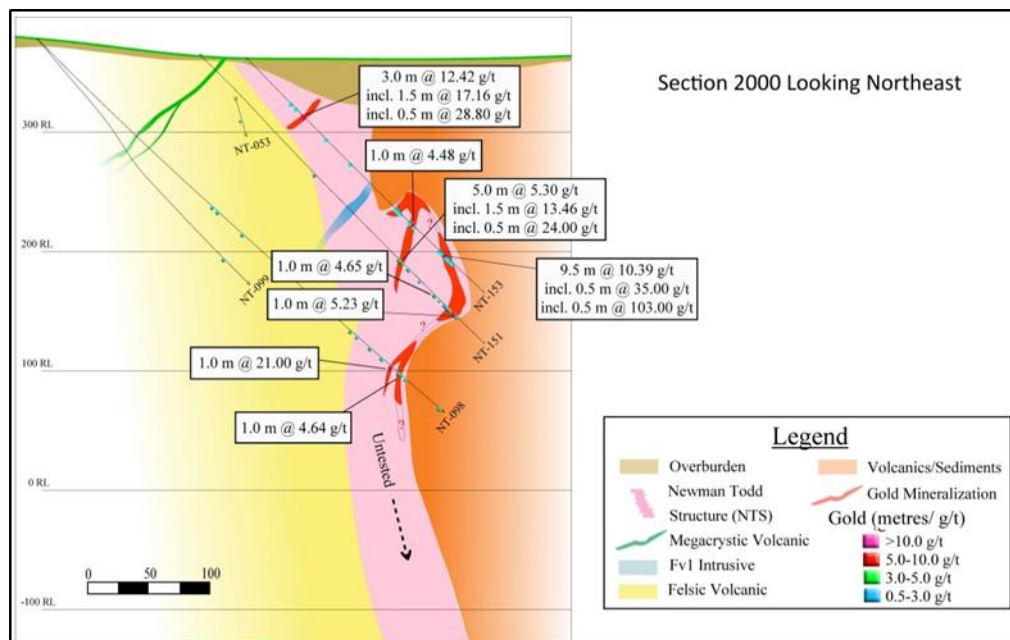 Section 2000 Looking Northeast
3.0 m @ 12.42 g/t
incl. 1.5 m @ 17.16 g/t
incl. 0.5 m @ 28.80 g/t
300 RL
NT-053
1.0 m @ 4.48 g/t
5.0 m @ 5.30 g/t
incl. 1.5 m @ 13.46 g/t
incl. 0.5 m @ 24.00 g/t
?
200 RL
NT-099
1.0 m @ 4.65 g/t
9.5 m @ 10.39 g/t
incl. 0.5 m @ 35.00 g/t
incl. 0.5 m @ 103.00 g/t
NT-153
1.0 m @ 5.23 g/t
?
NT-151
100 RL
1.0 m @ 21.00 g/t
NT-098
1.0 m @ 4.64 g/t
?
Untested
0 RL
0 50 100
-100 RL
Legend
Overburden
Newman Todd
Structure (NTS)
Megacrystic Volcanic
Fv1 Intrusive
Felsic Volcanic
Volcanics/Sediments
Gold Mineralization
Gold (metres/ g/t)
>10.0 g/t
5.0-10.0 g/t
3.0-5.0 g/t
0.5-3.0 g/t